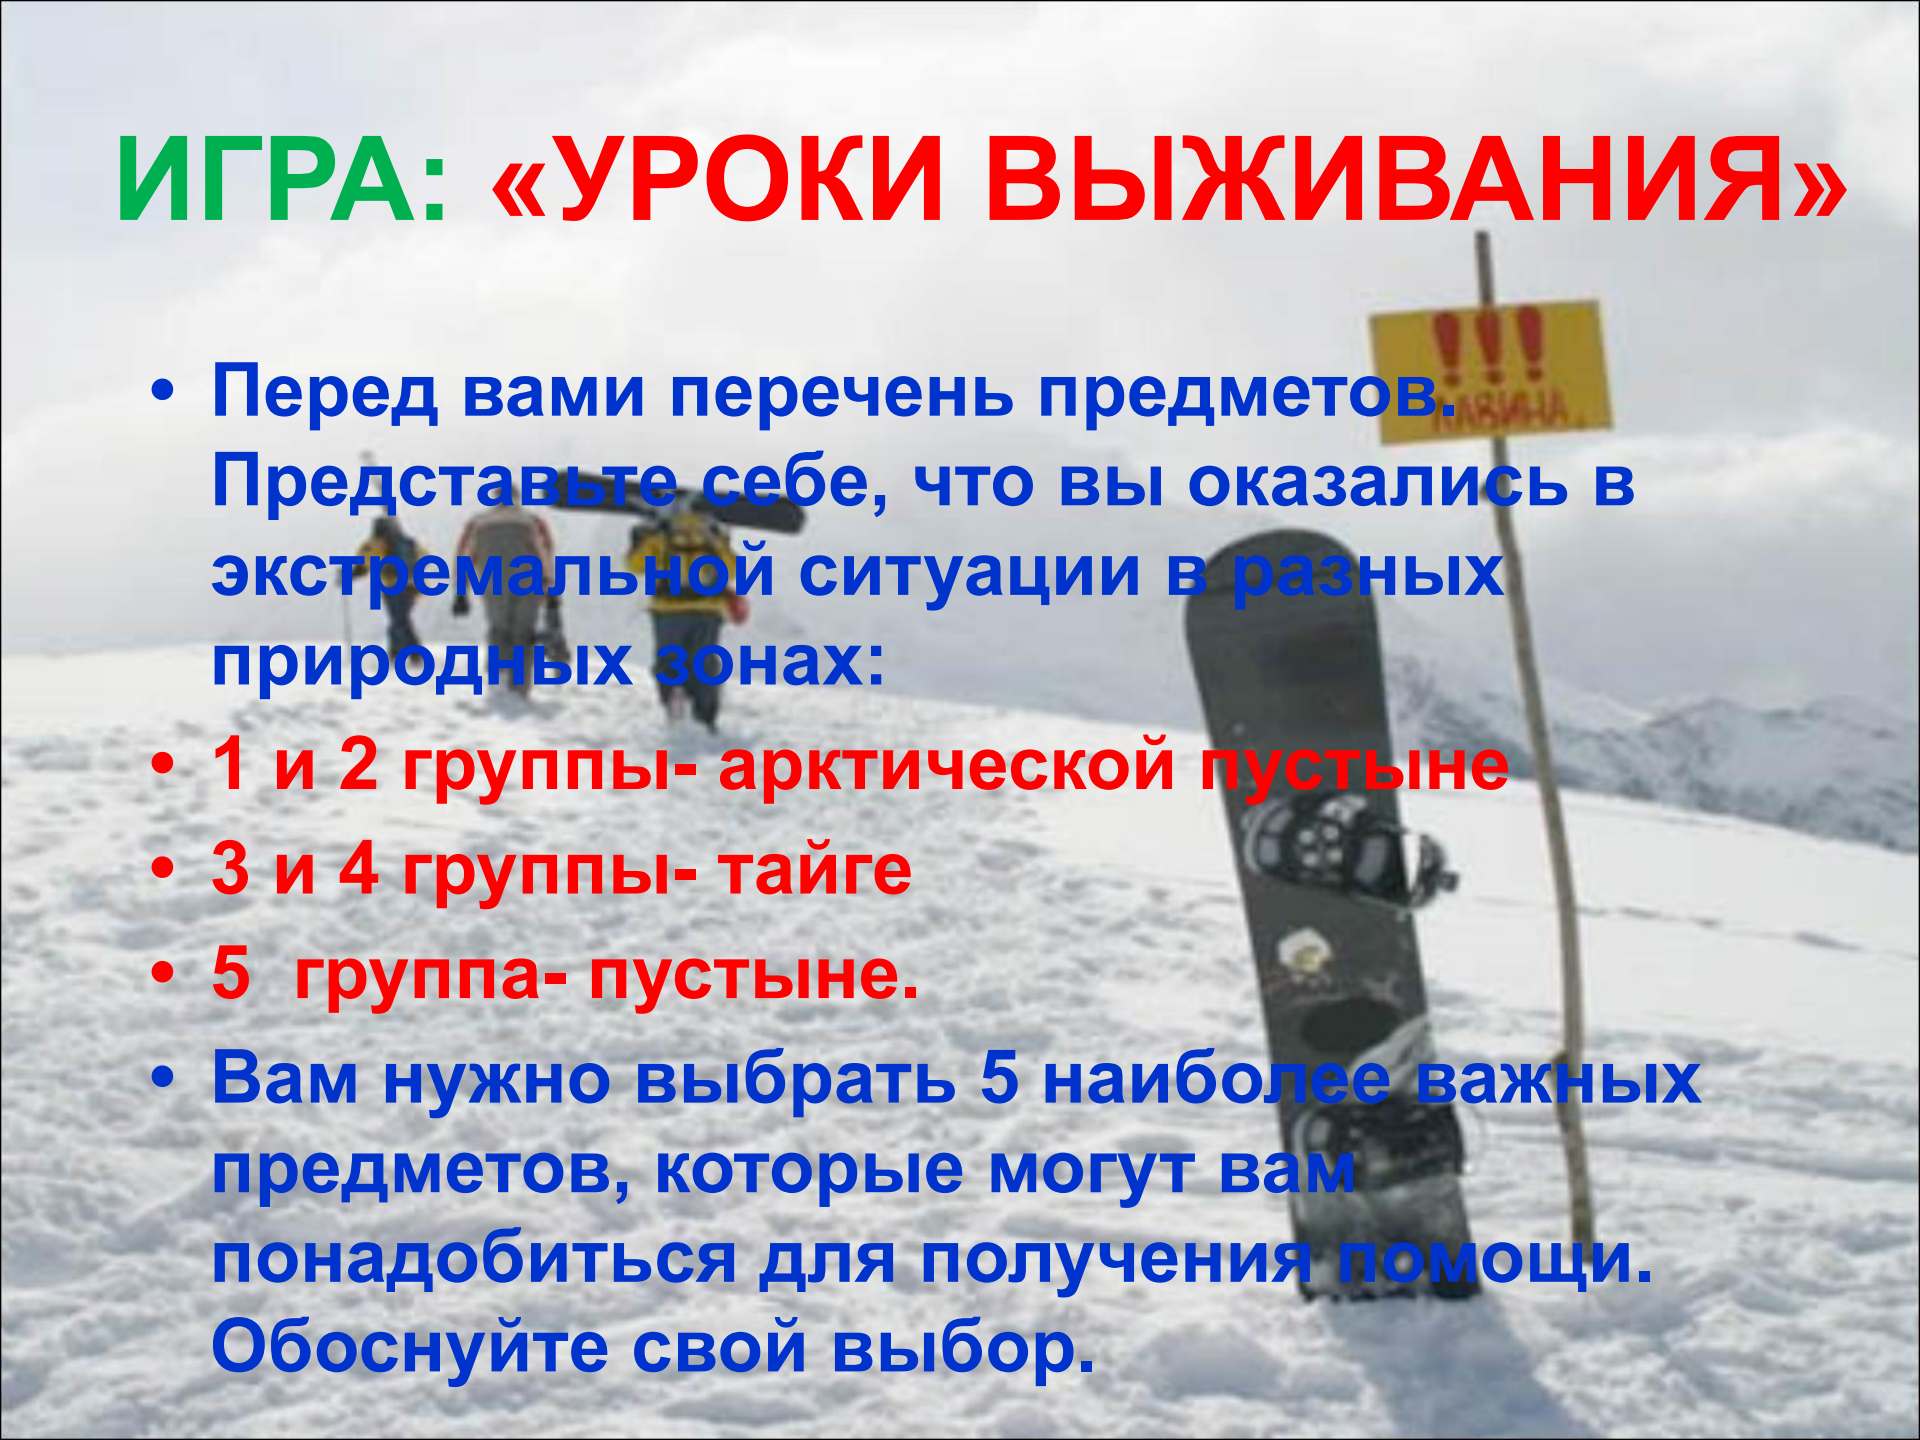 ИГРА: «УРОКИ ВЫЖИВАНИЯ»
!!!
ЛАВИНА
• Перед вами перечень предметов.
Представьте себе, что вы оказались в
экстремальной ситуации в разных
природных зонах:
• 1 и 2 группы- арктической пустыне
• 3 и 4 группы- тайге
• 5  группа- пустыне.
• Вам нужно выбрать 5 наиболее важных
предметов, которые могут вам
понадобиться для получения помощи.
Обоснуйте свой выбор.